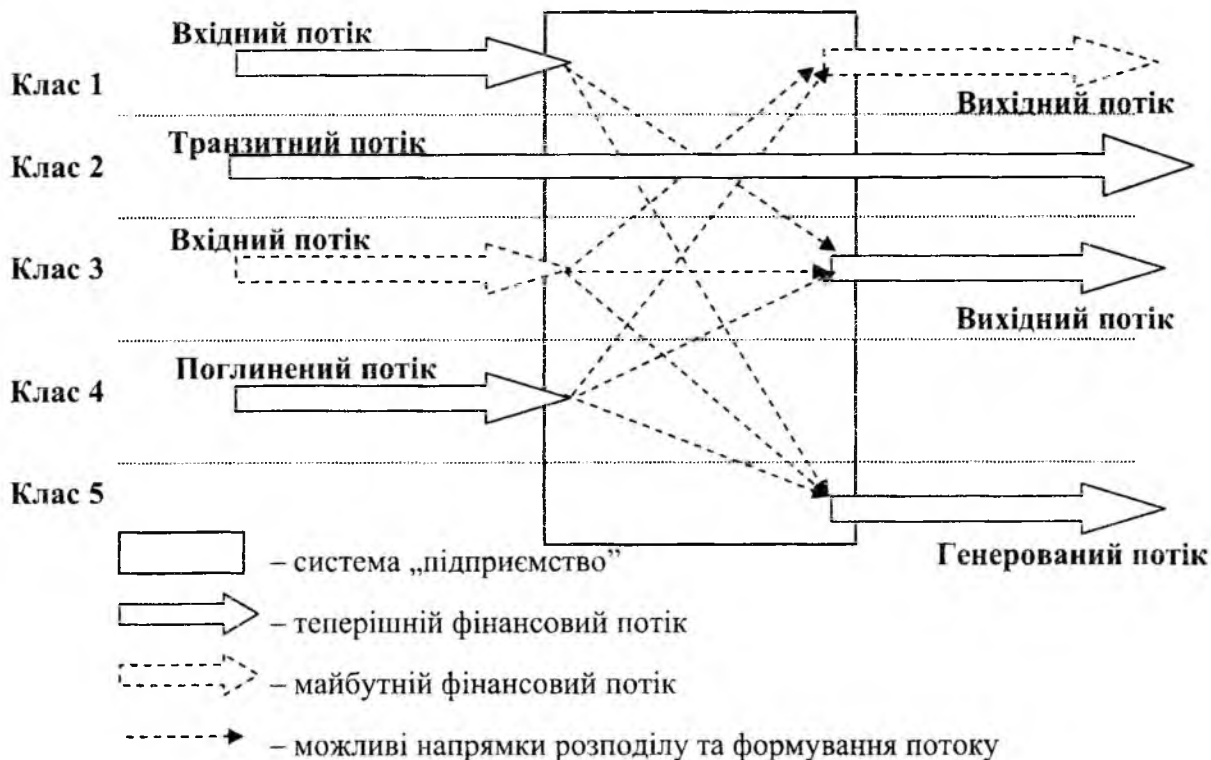 Вхідний потік
Клас 1
Вихідний потік
Транзитний потік
Клас 2
Вхідний потік
Клас 3
Вихідний потік
Поглинений потік
Клас 4
Клас 5
Генерований потік
– система „підприємство”
– теперішній фінансовий потік
– майбутній фінансовий потік
– можливі напрямки розподілу та формування потоку